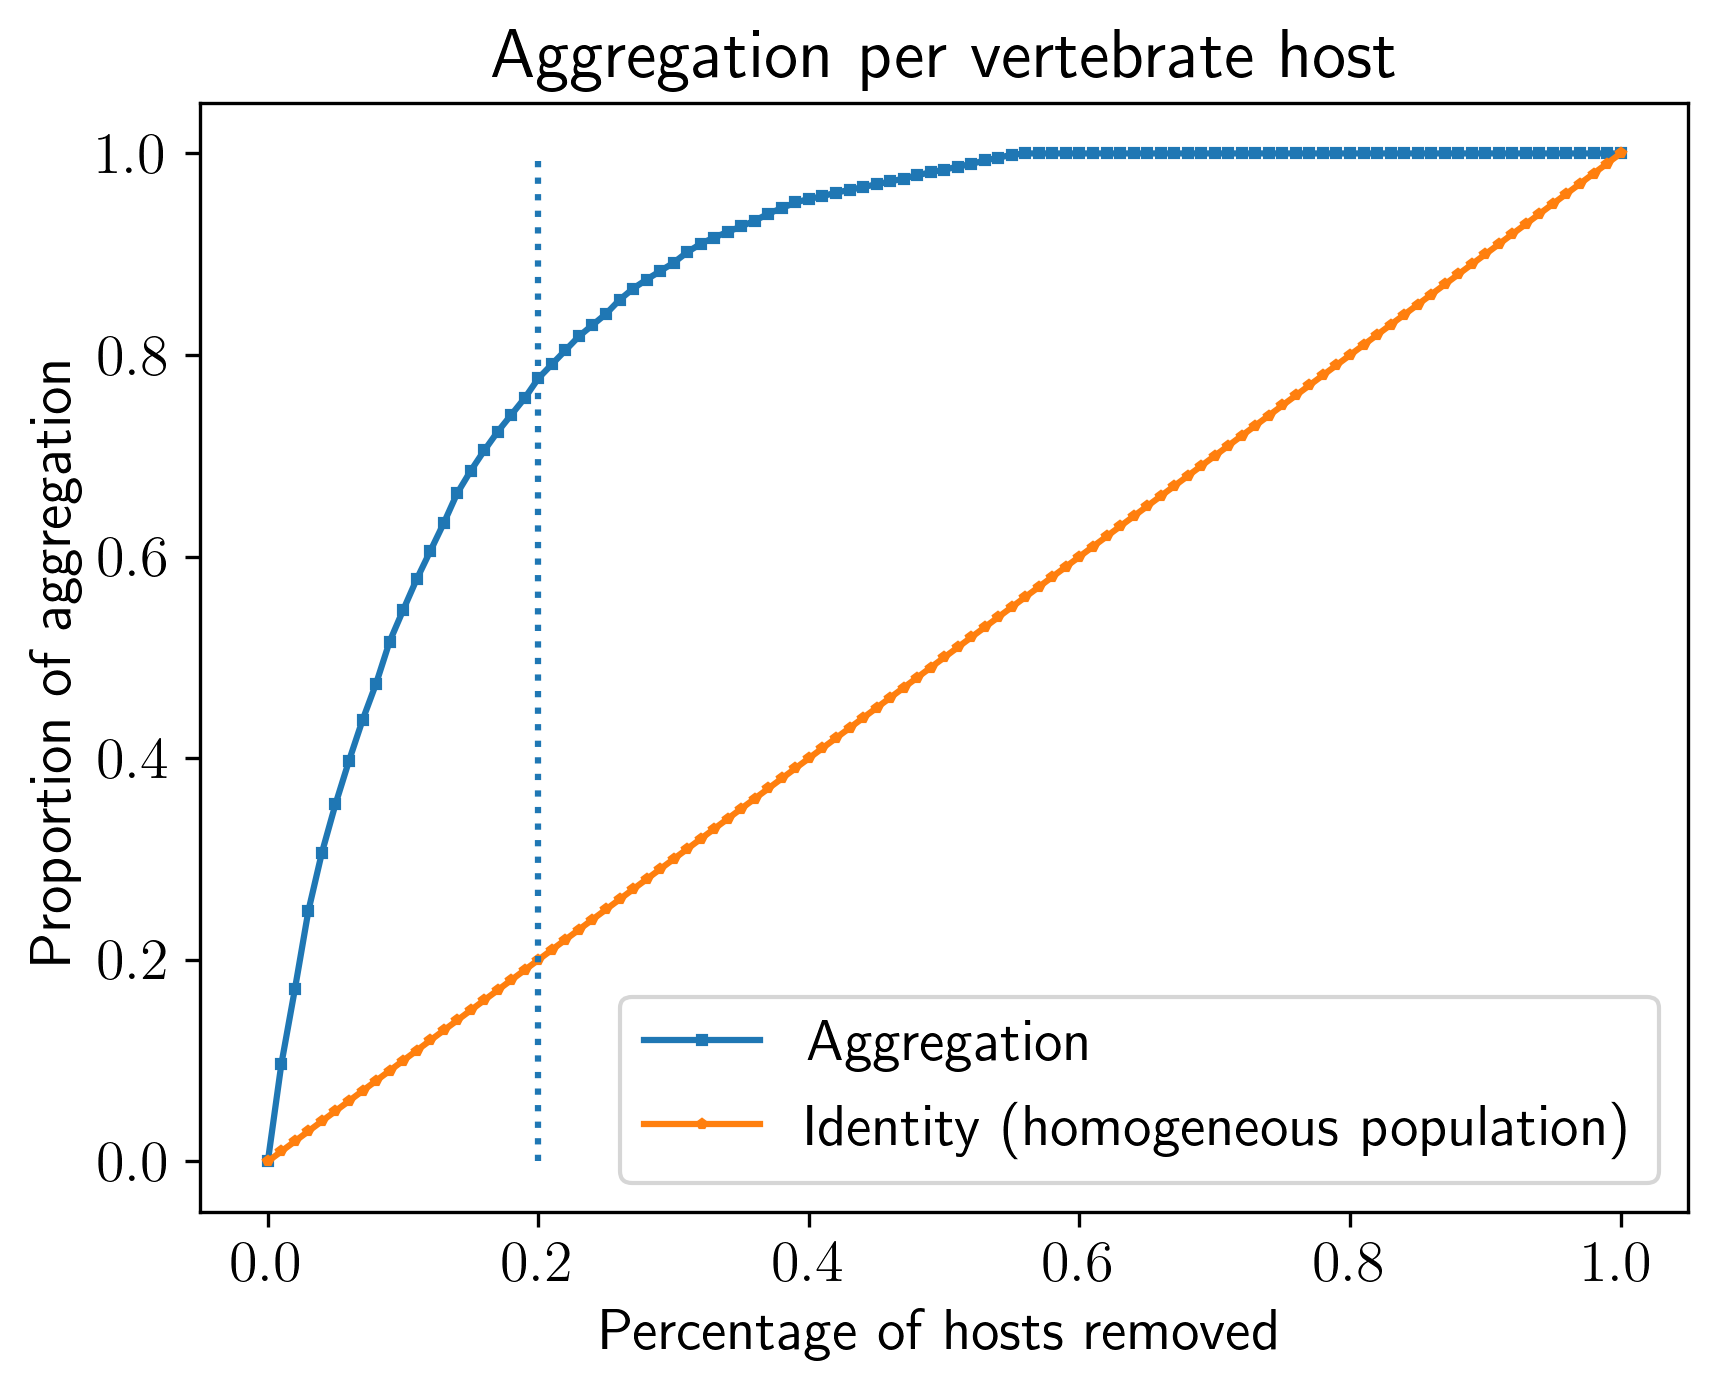 Aggregation per vertebrate host
Proportion of aggregation
1.0
0.8
0.6
0.4
0.2
0.0
Aggregation
Identity (homogeneous population)
0.0 0.2 0.4 0.6 0.8 1.0
Percentage of hosts removed